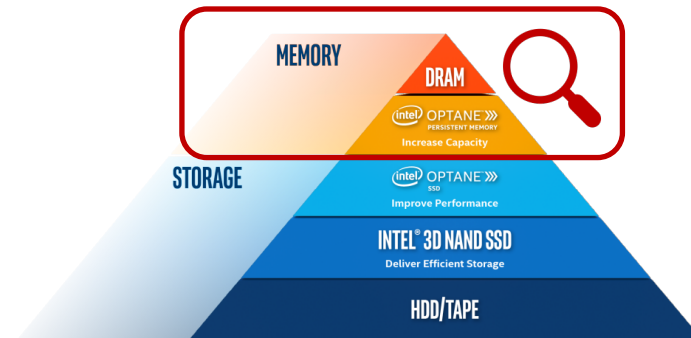 MEMORY
DRAM
intel OPTANE
PERSISTENT MEMORY
Increase Capacity
STORAGE
intel OPTANE
SSD
Improve Performance
INTEL® 3D NAND SSD
Deliver Efficient Storage
HDD/TAPE